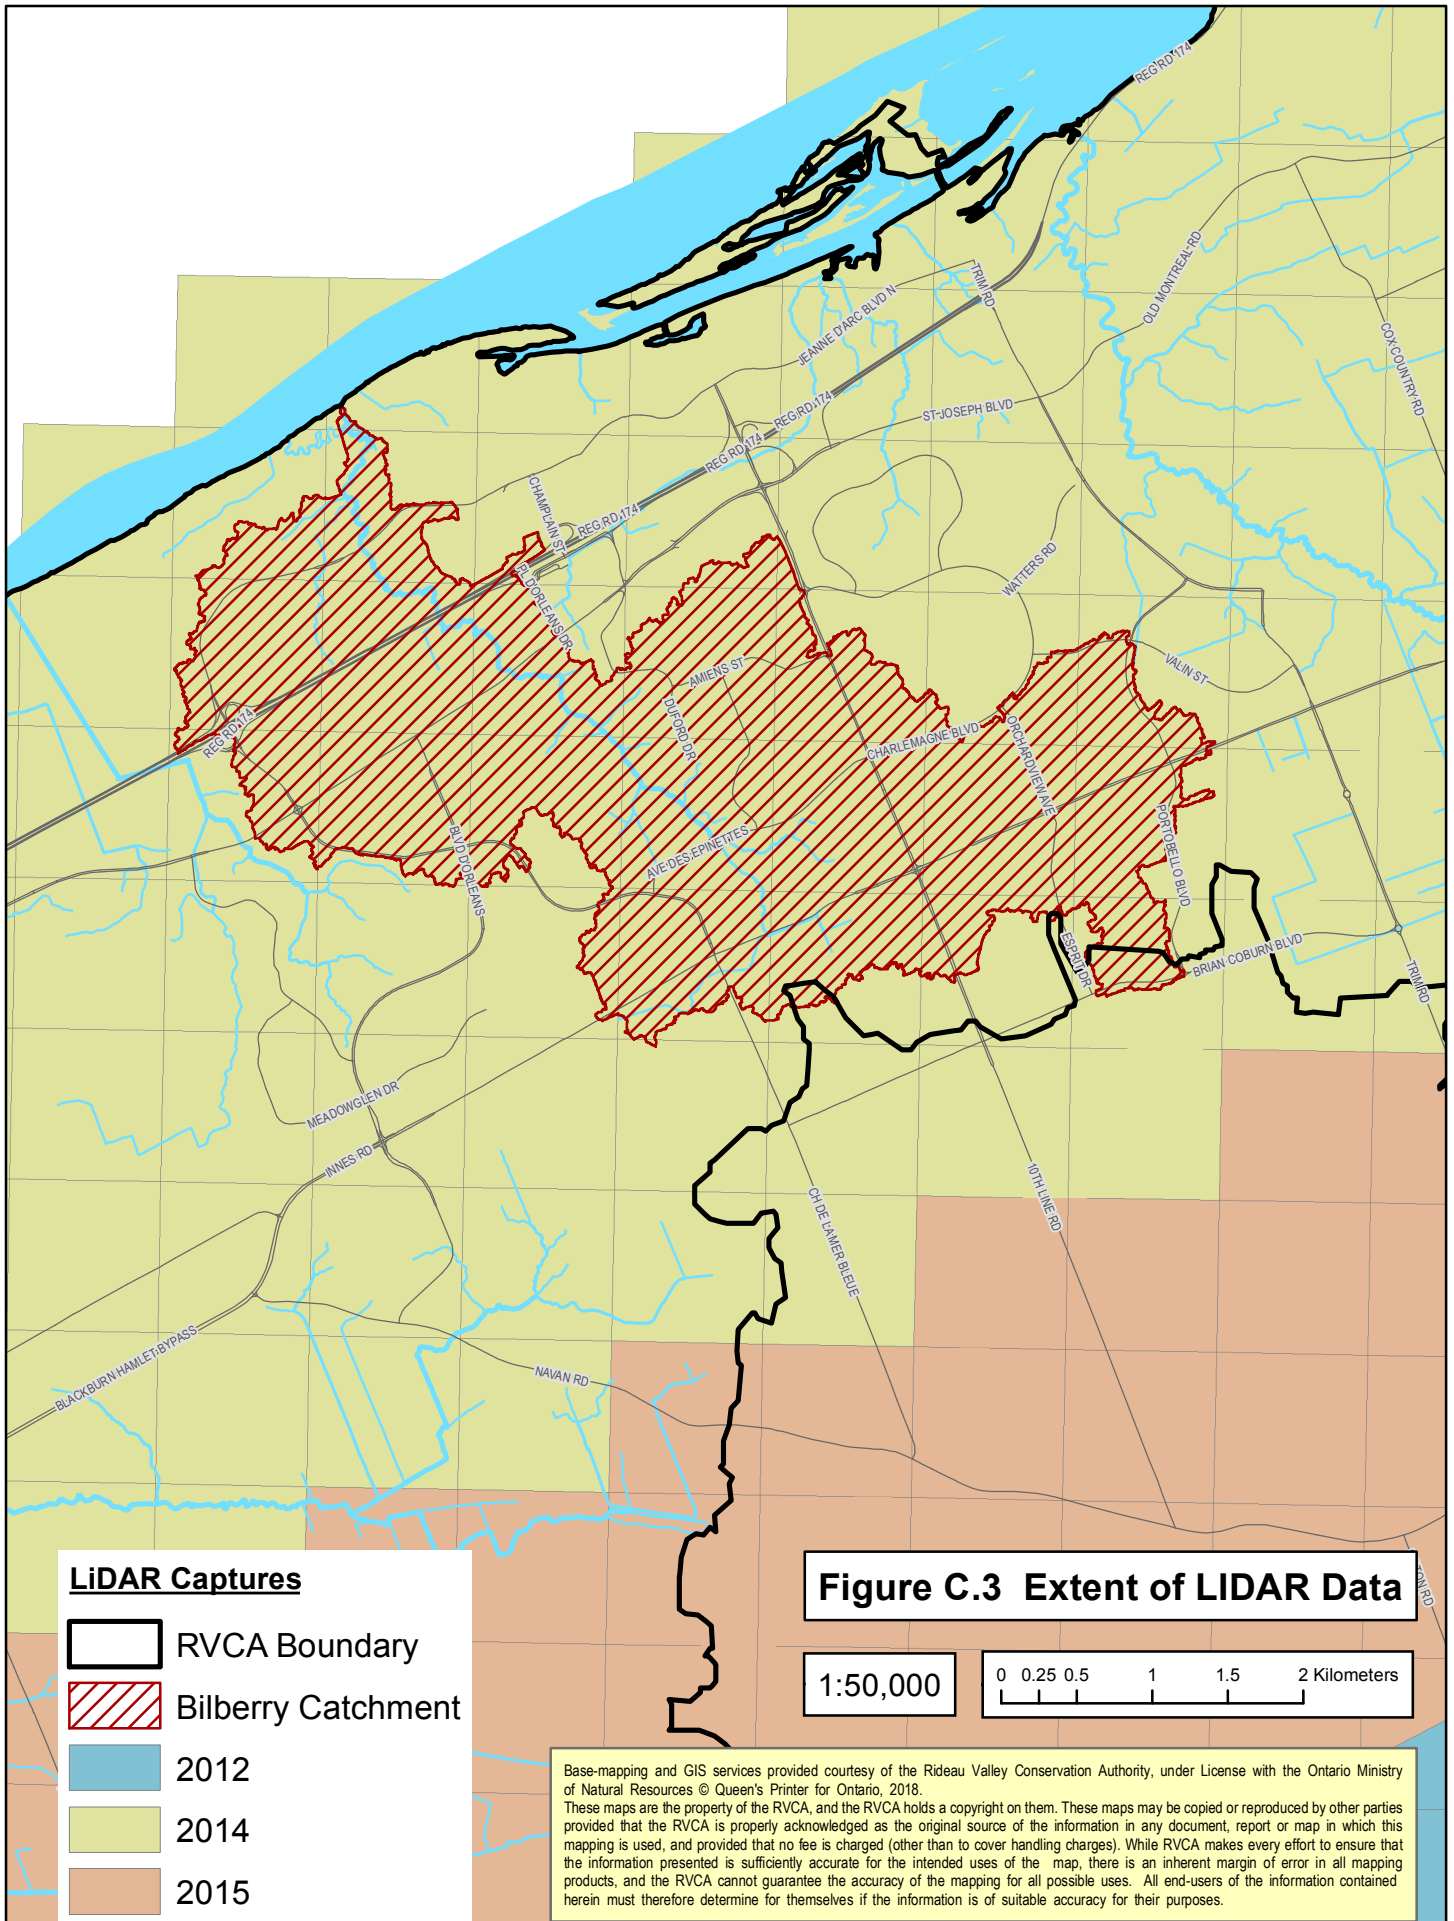 REG RD 174
OLD MONTREAL RD
TRIM RD
JEANNE D'ARC BLVD N
COX COUNTRY RD
REG RD 174
ST JOSEPH BLVD
REG RD 174
CHAMPLAIN ST
REG RD 174
WATTERS RD
PL D'ORLEANS DR
VALIN ST
AMIENS ST
DUFORD DR
REG RD 174
CHARLEMAGNE BLVD
ORCHARDVIEW AVE
BLVD D'ORLEANS
AVE DES EPINETTES
PORTOBELLO BLVD
ESPRIT DR
BRIAN COBURN BLVD
TRIM RD
MEADOWGLEN DR
INNES RD
10TH LINE RD
CH DE LA MER BLEUE
BLACKBURN HAMLET BYPASS
NAVAN RD
TON RD
LiDAR Captures
RVCA Boundary
Bilberry Catchment
2012
2014
2015
Figure C.3 Extent of LIDAR Data
1:50,000
0 0.25 0.5 1 1.5 2 Kilometers
Base-mapping and GIS services provided courtesy of the Rideau Valley Conservation Authority, under License with the Ontario Ministry
of Natural Resources © Queen's Printer for Ontario, 2018.
These maps are the property of the RVCA, and the RVCA holds a copyright on them. These maps may be copied or reproduced by other parties
provided that the RVCA is properly acknowledged as the original source of the information in any document, report or map in which this
mapping is used, and provided that no fee is charged (other than to cover handling charges). While RVCA makes every effort to ensure that
the information presented is sufficiently accurate for the intended uses of the map, there is an inherent margin of error in all mapping
products, and the RVCA cannot guarantee the accuracy of the mapping for all possible uses. All end-users of the information contained
herein must therefore determine for themselves if the information is of suitable accuracy for their purposes.